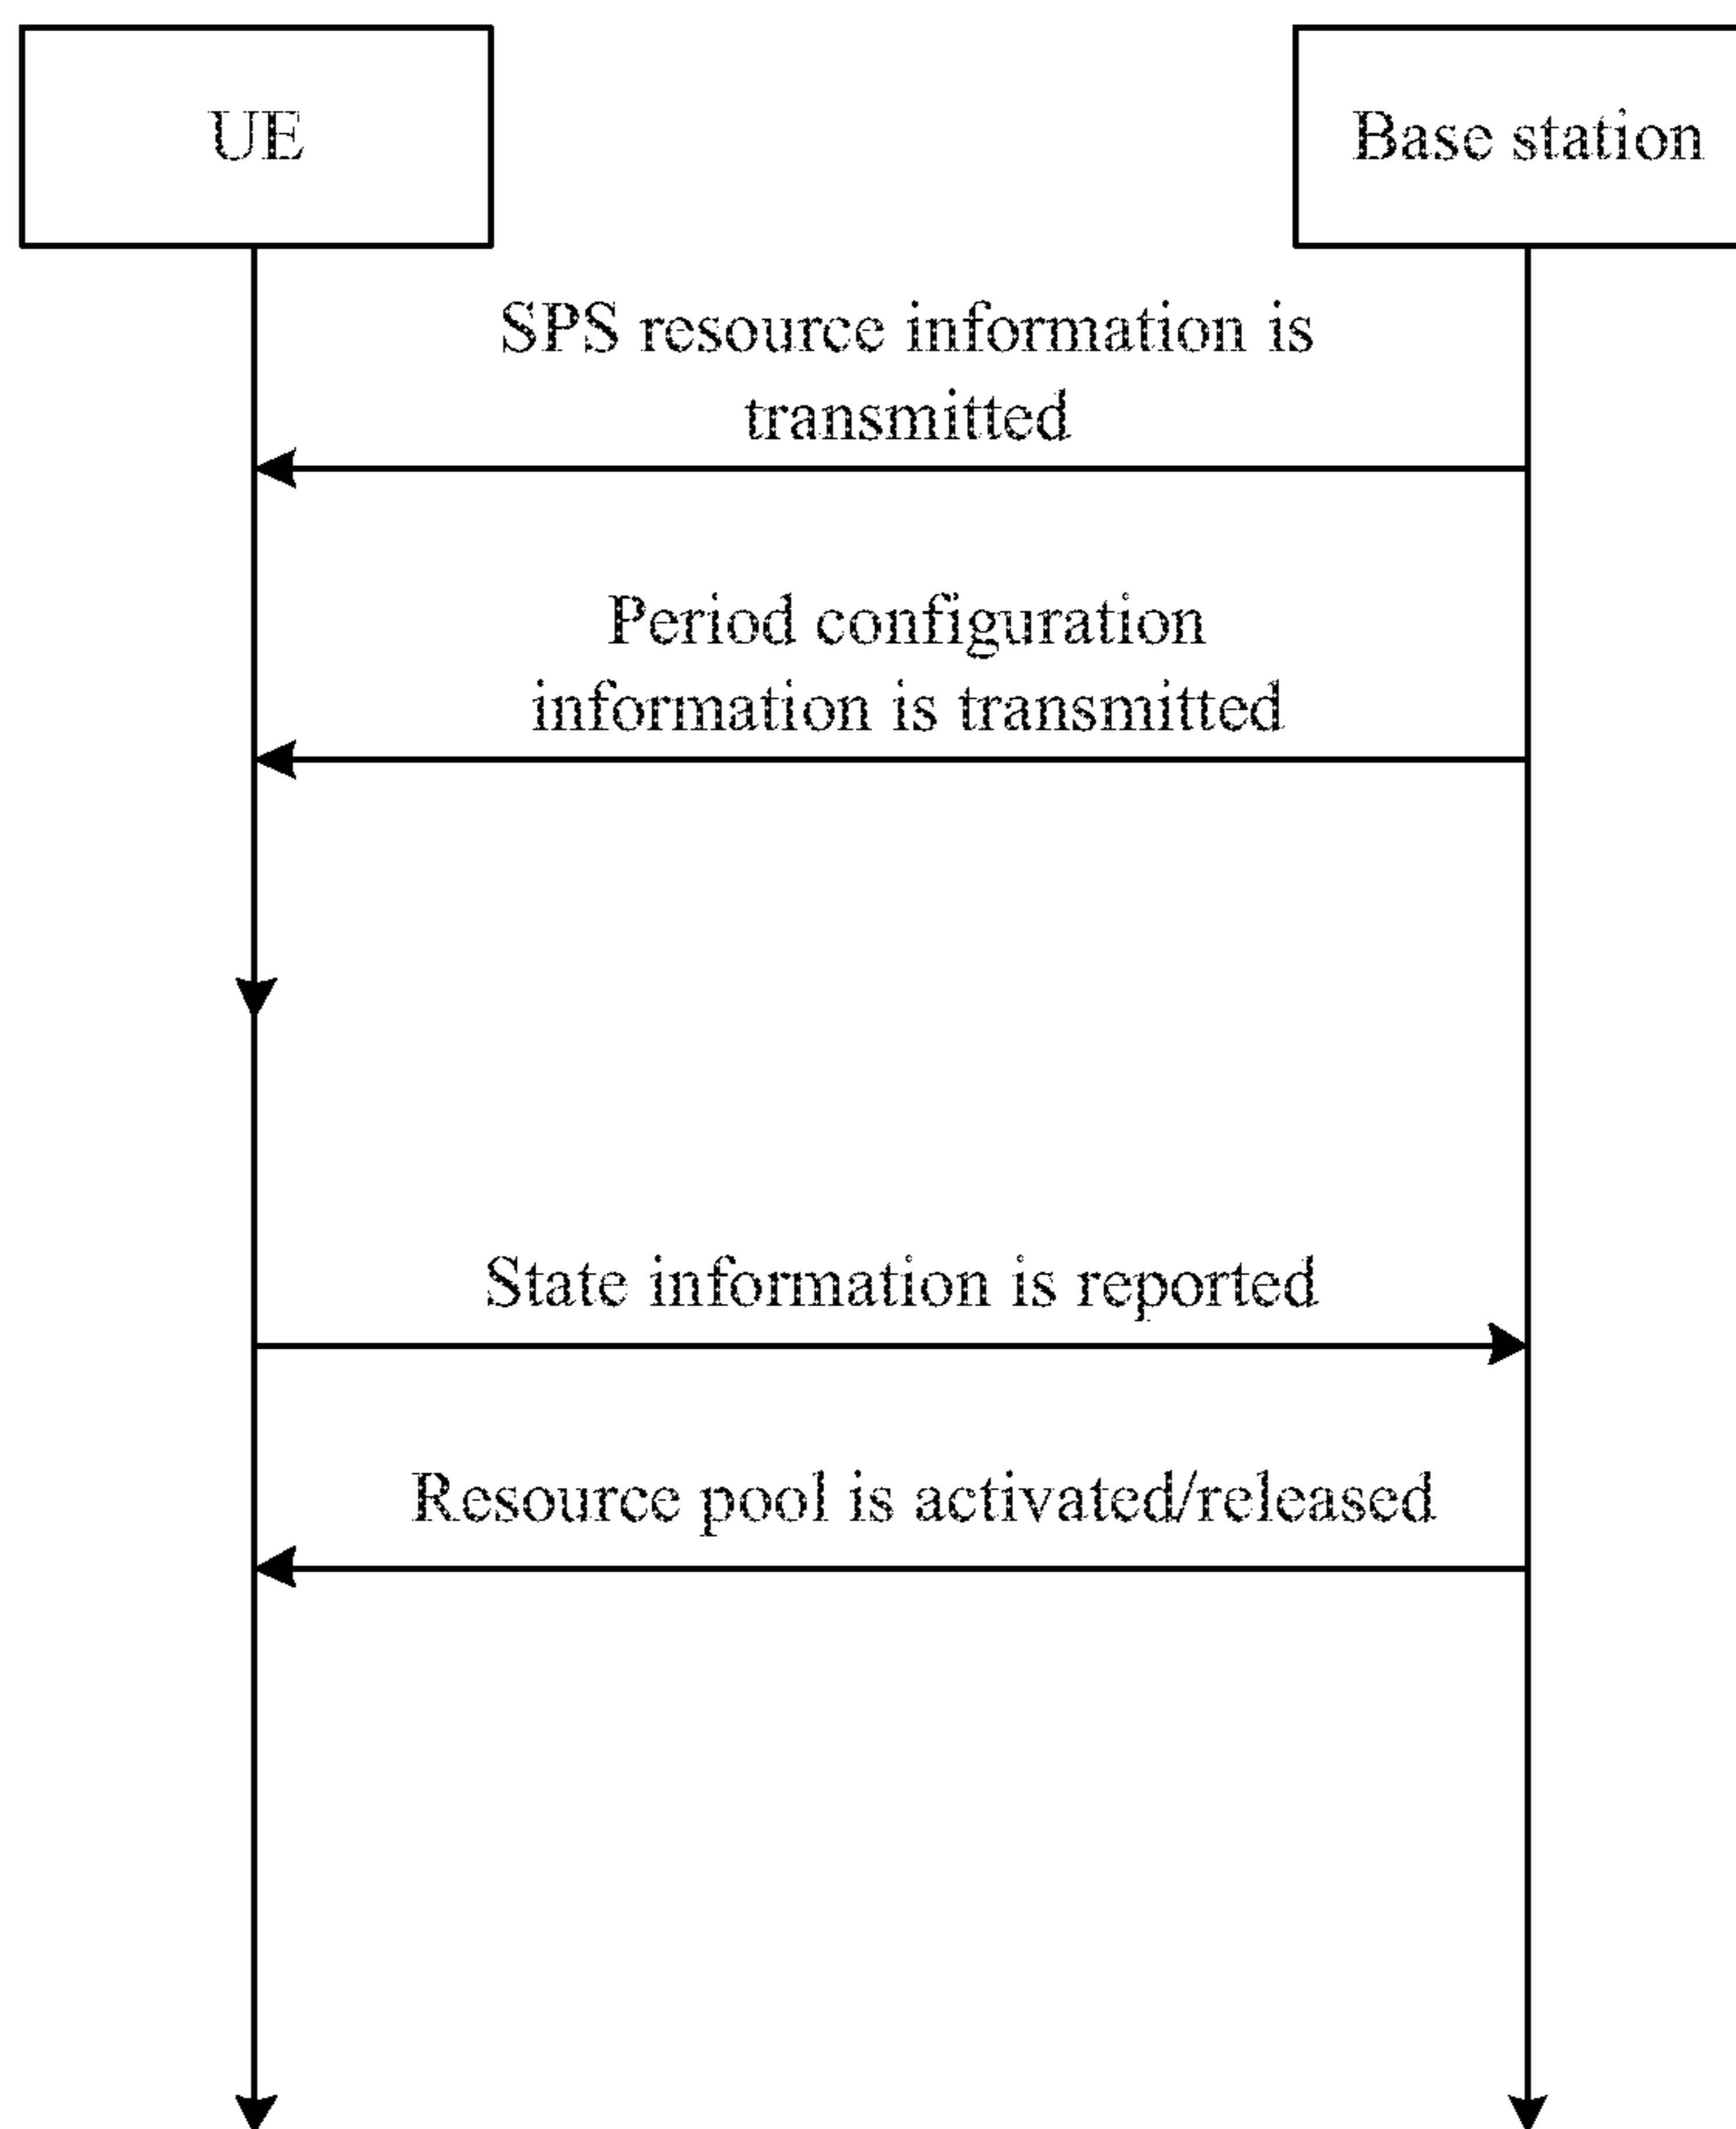 UE
Base station
SPS resource information is
transmitted
Period configuration
information is transmitted
State information is reported
Resource pool is activated/released